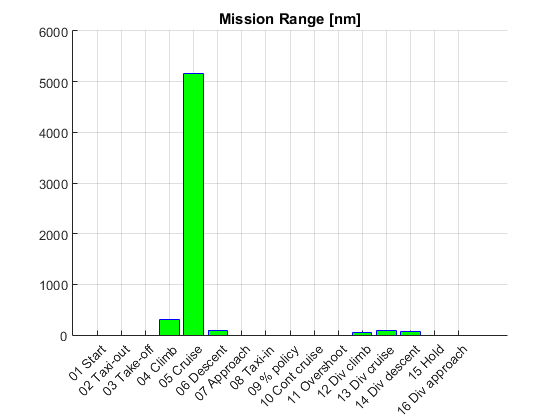 Mission Range [nm]
6000
5000
4000
3000
2000
1000
0
01 Start
02 Taxi-out
03 Take-off
04 Climb
05 Cruise
06 Descent
07 Approach
08 Taxi-in
09 % policy
10 Cont cruise
11 Overshoot
12 Div climb
13 Div cruise
14 Div descent
15 Hold
16 Div approach